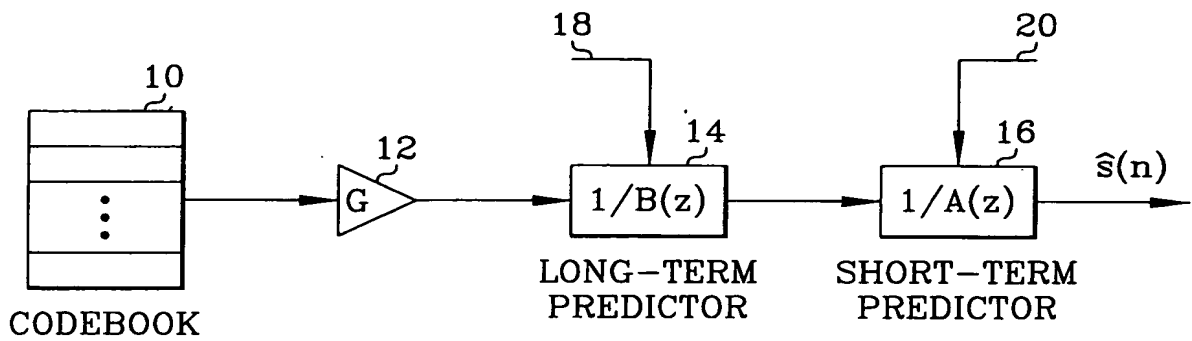 18
20
10
12
14
16
G
1/B(z)
1/A(z)
ŝ(n)
LONG-TERM
PREDICTOR
SHORT-TERM
PREDICTOR
CODEBOOK